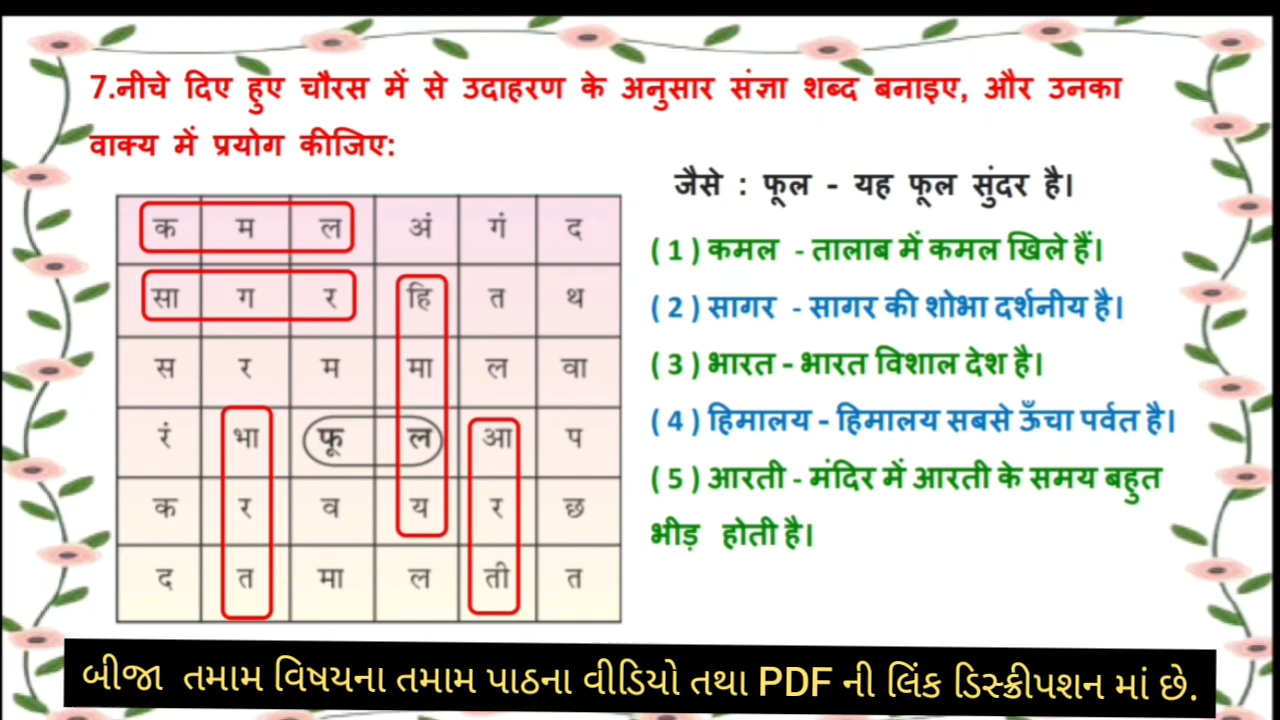 7.नीचे दिए हुए चौरस में से उदाहरण के अनुसार संज्ञा शब्द बनाइए, और उनका
वाक्य में प्रयोग कीजिए:
जैसे : फूल - यह फूल सुंदर है।
क म ल अं गं द
सा ग र हि त थ
स र म मा ल वा
रं भा फू ल आ प
क र व य र छ
द त मा ल ती त
( 1 ) कमल - तालाब में कमल खिले हैं।
( 2 ) सागर - सागर की शोभा दर्शनीय है।
( 3 ) भारत - भारत विशाल देश है।
( 4 ) हिमालय - हिमालय सबसे ऊँचा पर्वत है।
( 5 ) आरती - मंदिर में आरती के समय बहुत
भीड़ होती है।
બીજા તમામ વિષયના તમામ પાઠના વીડિયો તથા PDF ની લિંક ડિસ્ક્રીપશન માં છે.